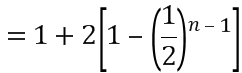 = 1 + 2[1 − (1/2)^{n − 1}]